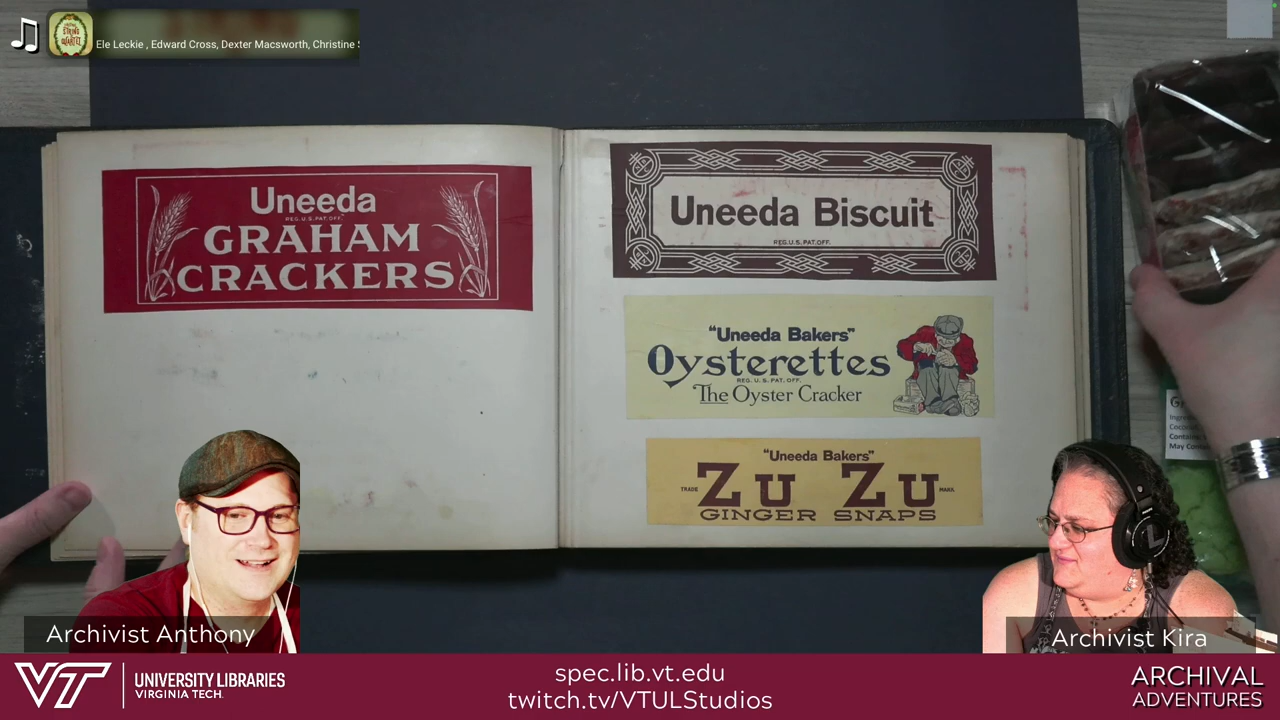 Ele Leckie , Edward Cross, Dexter Macsworth, Christine
Uneeda
REG. U.S. PAT. OFF.
GRAHAM
CRACKERS
Uneeda Biscuit
REG. U.S. PAT. OFF.
"Uneeda Bakers"
Oysterettes
REG. U. S. PAT. OFF.
The Oyster Cracker
"Uneeda Bakers"
TRADE ZU ZU MARK
GINGER SNAPS
Archivist Anthony
Archivist Kira
VT
UNIVERSITY LIBRARIES
VIRGINIA TECH
spec.lib.vt.edu
twitch.tv/VTULStudios
ARCHIVAL
ADVENTURES